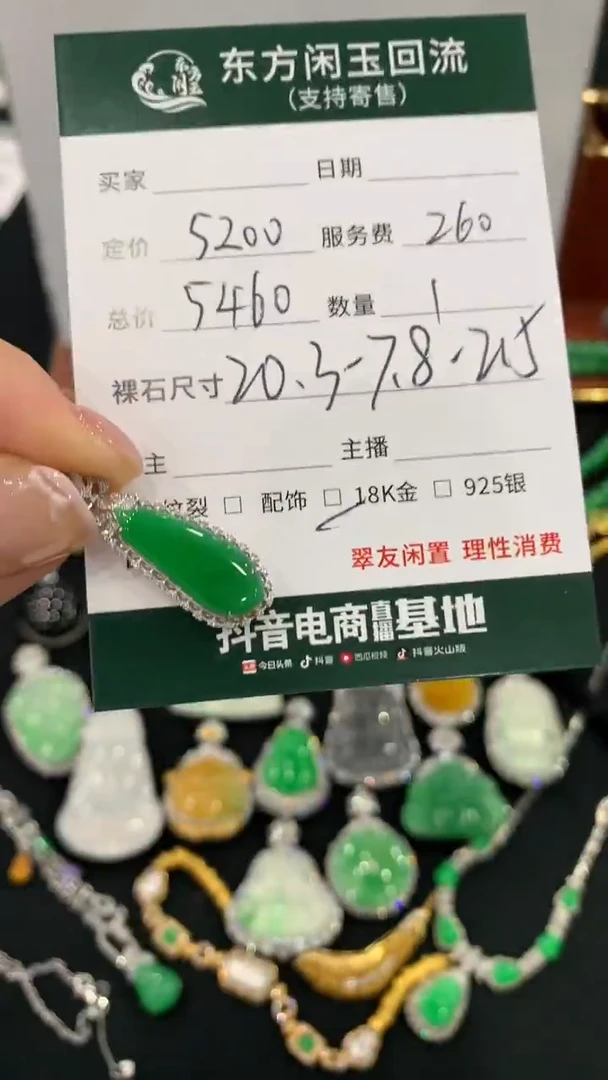 东方闲玉回流
(支持寄售)
买家 日期
定价 5200 服务费 260
总价 5460 数量 1
裸石尺寸 20.3-7.8·2.5
主 主播
纹裂 □ 配饰 □ 18K金 □ 925银
翠友闲置 理性消费
抖音电商直播基地
今日头条 抖音 西瓜视频 抖音火山版